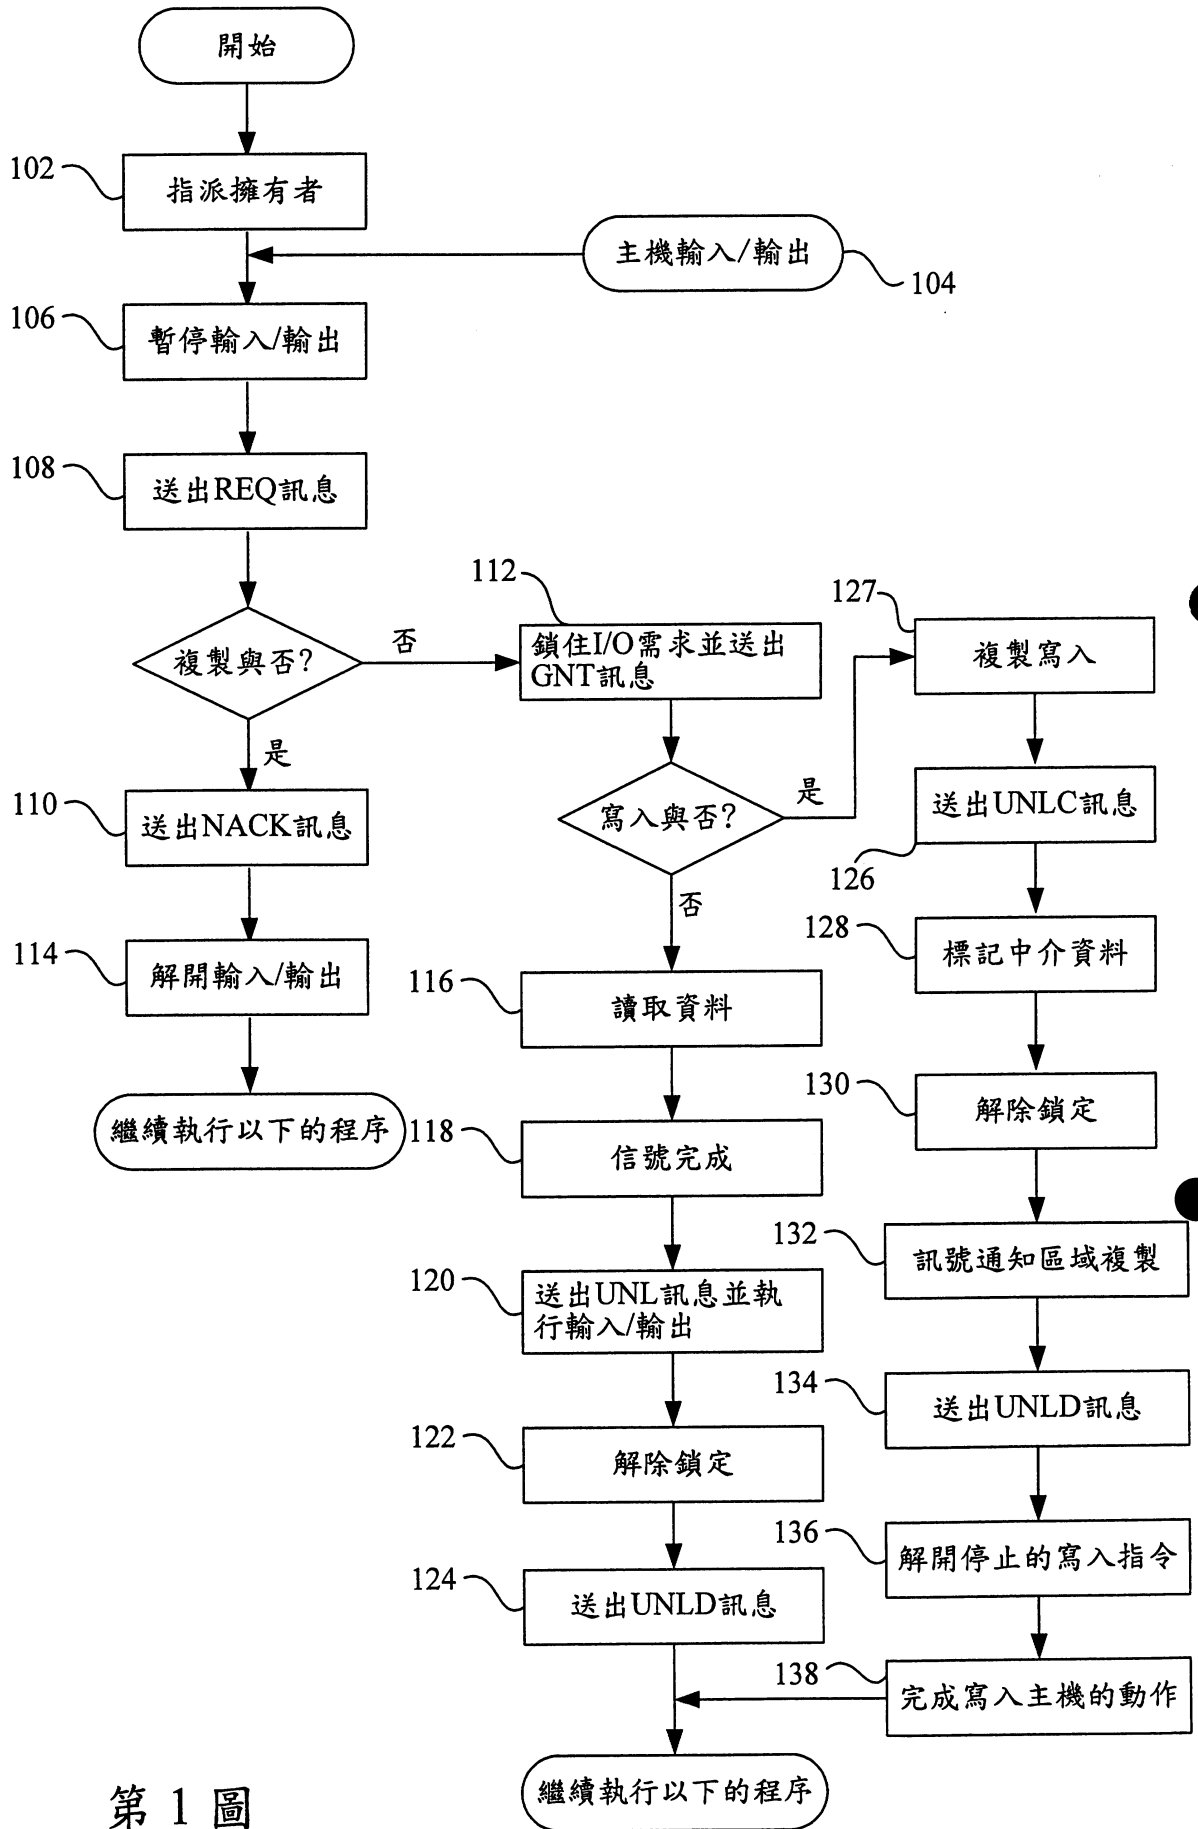 開始
102
指派擁有者
主機輸入/輸出
104
106
暫停輸入/輸出
108
送出REQ訊息
複製與否?
否
是
110
送出NACK訊息
114
解開輸入/輸出
繼續執行以下的程序
112
鎖住I/O需求並送出
GNT訊息
寫入與否?
是
否
116
讀取資料
118
信號完成
120
送出UNL訊息並執
行輸入/輸出
122
解除鎖定
124
送出UNLD訊息
127
複製寫入
送出UNLC訊息
126
128
標記中介資料
130
解除鎖定
132
訊號通知區域複製
134
送出UNLD訊息
136
解開停止的寫入指令
138
完成寫入主機的動作
繼續執行以下的程序
第1圖